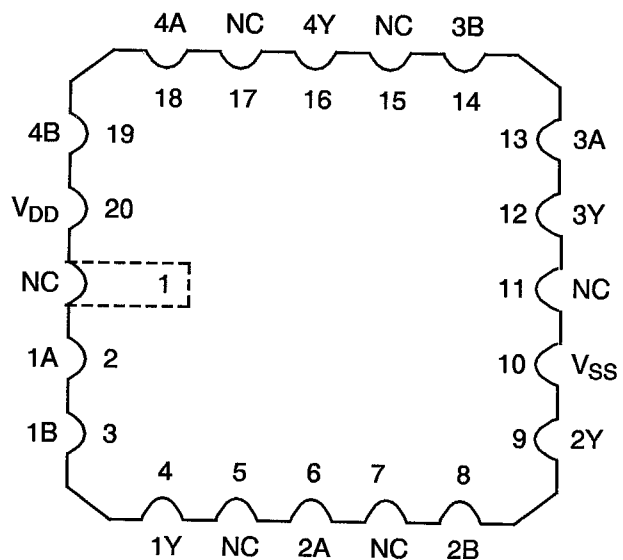 4A NC 4Y NC 3B
18 17 16 15 14
4B 19 13 3A
VDD 20 12 3Y
NC 1 11 NC
1A 2 10 VSS
1B 3 9 2Y
4 5 6 7 8
1Y NC 2A NC 2B